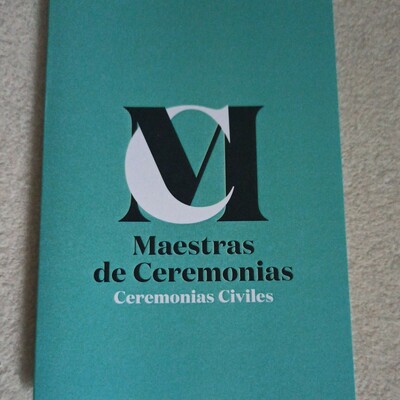 MC
Maestras
de Ceremonias
Ceremonias Civiles